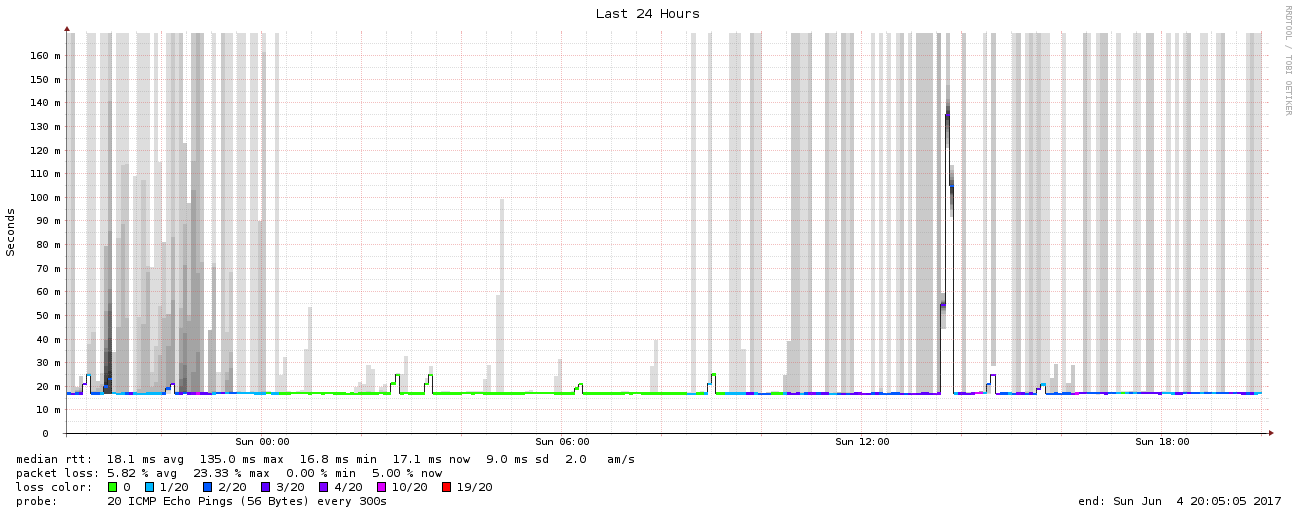 Last 24 Hours
RRDTOOL / TOBI OETIKER
Seconds
160 m
150 m
140 m
130 m
120 m
110 m
100 m
90 m
80 m
70 m
60 m
50 m
40 m
30 m
20 m
10 m
0
Sun 00:00 Sun 06:00 Sun 12:00 Sun 18:00
median rtt: 18.1 ms avg 135.0 ms max 16.8 ms min 17.1 ms now 9.0 ms sd 2.0 am/s
packet loss: 5.82 % avg 23.33 % max 0.00 % min 5.00 % now
loss color: 0 1/20 2/20 3/20 4/20 10/20 19/20
probe: 20 ICMP Echo Pings (56 Bytes) every 300s end: Sun Jun 4 20:05:05 2017